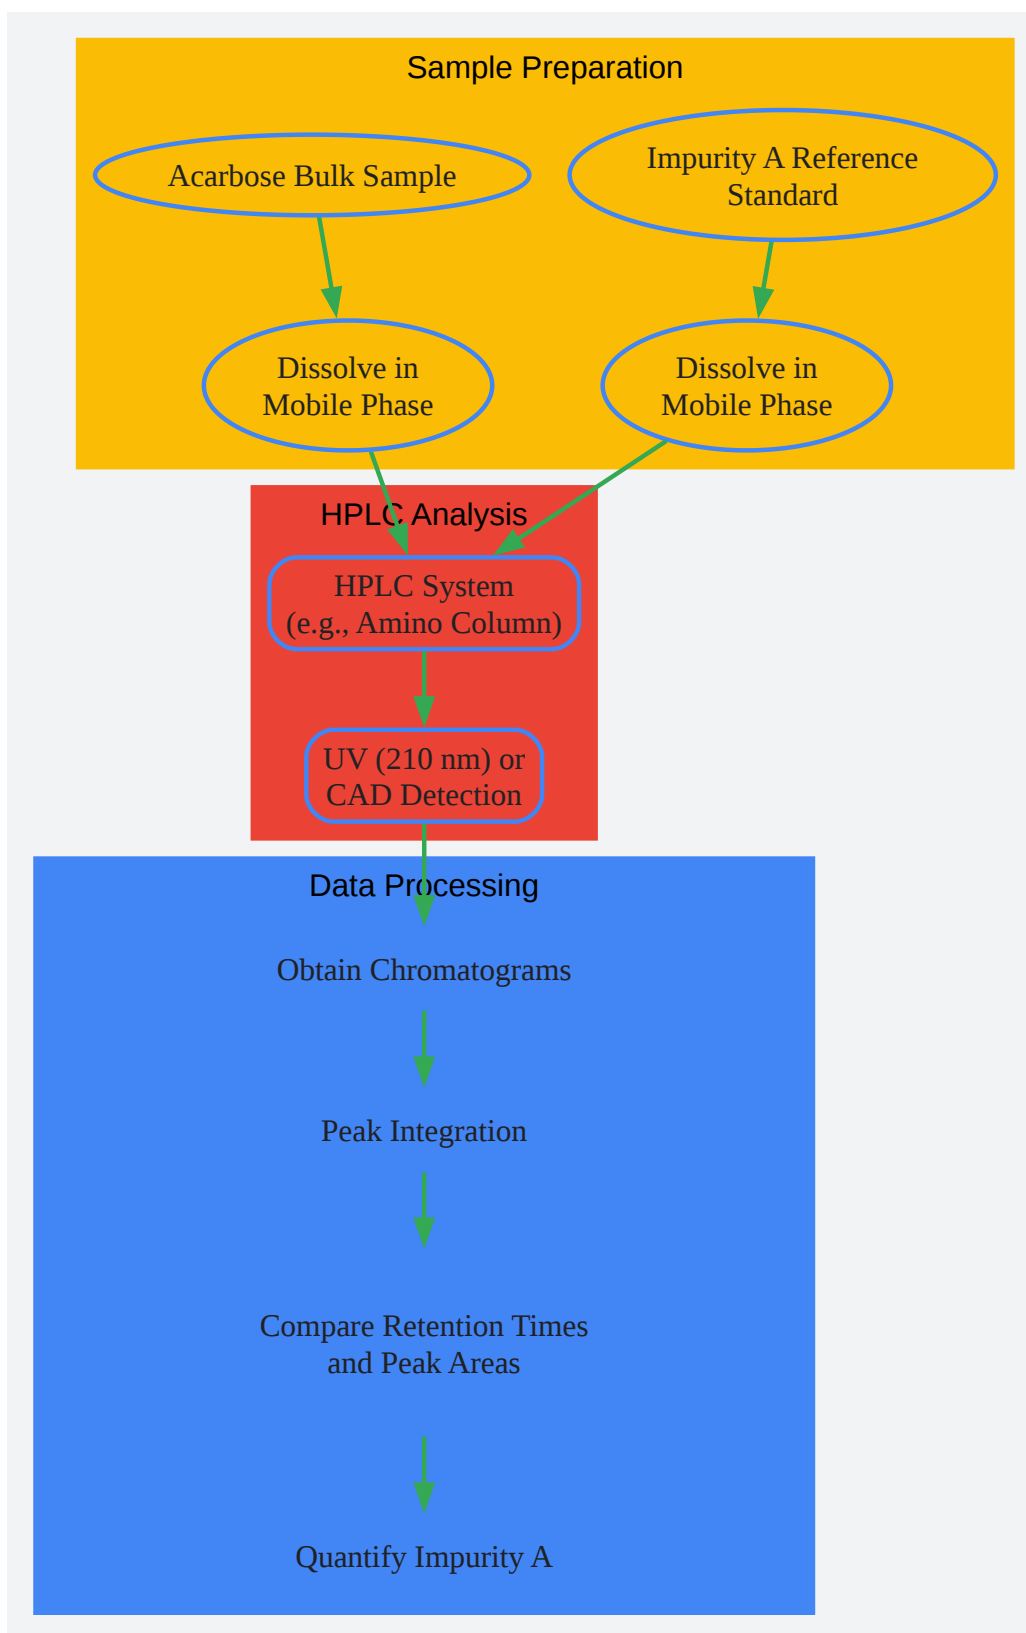 Sample Preparation
Acarbose Bulk Sample
Impurity A Reference
Standard
Dissolve in
Mobile Phase
Dissolve in
Mobile Phase
HPLC Analysis
HPLC System
(e.g., Amino Column)
UV (210 nm) or
CAD Detection
Data Processing
Obtain Chromatograms
Peak Integration
Compare Retention Times
and Peak Areas
Quantify Impurity A